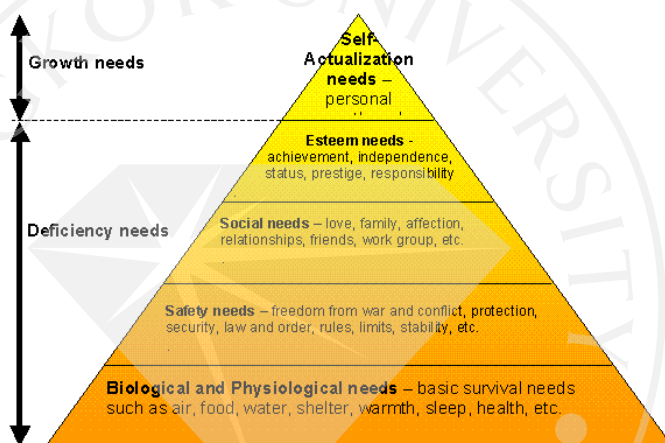 Growth needs
Deficiency needs
Self-
Actualization
needs –
personal
Esteem needs -
achievement, independence,
status, prestige, responsibility
.
Social needs – love, family, affection,
relationships, friends, work group, etc.
.
Safety needs – freedom from war and conflict, protection,
security, law and order, rules, limits, stability, etc.
.
Biological and Physiological needs – basic survival needs
such as air, food, water, shelter, warmth, sleep, health, etc.
UNIVERSITY